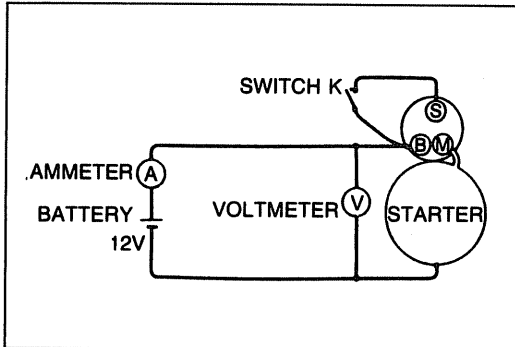 SWITCH K
S
B M
.AMMETER A
BATTERY
12V
VOLTMETER V
STARTER